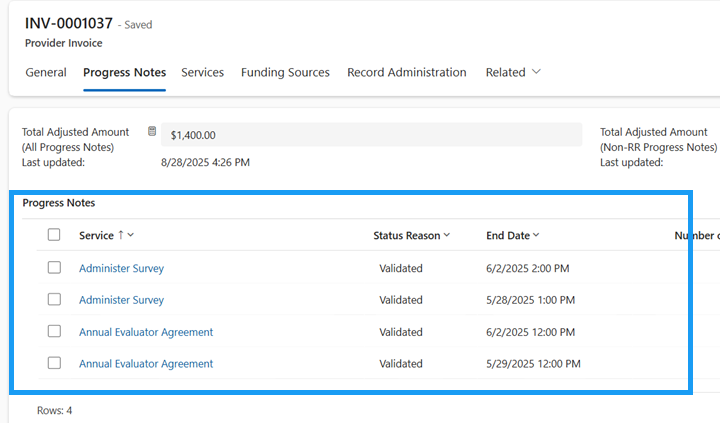 INV-0001037 - Saved
Provider Invoice
General Progress Notes Services Funding Sources Record Administration Related
Total Adjusted Amount
(All Progress Notes)
$1,400.00
Total Adjusted Amount
(Non-RR Progress Notes)
Last updated: 8/28/2025 4:26 PM Last updated:
Progress Notes
Service ↑ Status Reason End Date Number
Administer Survey Validated 6/2/2025 2:00 PM
Administer Survey Validated 5/28/2025 1:00 PM
Annual Evaluator Agreement Validated 6/2/2025 12:00 PM
Annual Evaluator Agreement Validated 5/29/2025 12:00 PM
Rows: 4